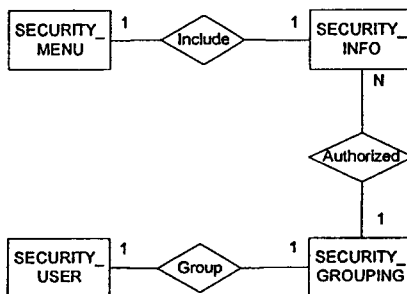 SECURITY_
MENU
1
Include
1
SECURITY_
INFO
N
Authorized
1
SECURITY_
USER
1
Group
1
SECURITY_
GROUPING